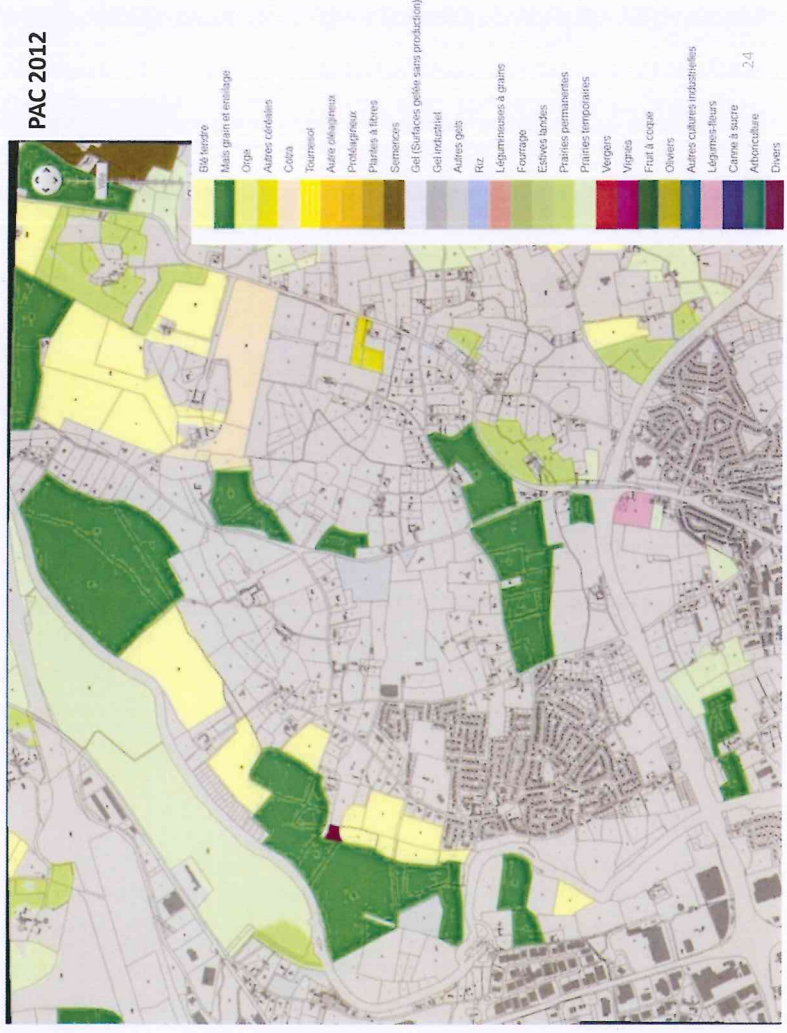 PAC 2012
Blé tendre
Maïs grain et ensilage
Orge
Autres céréales
Colza
Tournesol
Autre oléagineux
Protéagineux
Plantes à fibres
Semences
Gel (Surfaces gelée sans production)
Gel industriel
Autres gels
Riz
Légumineuses à grains
Fourrage
Estives landes
Prairies permanentes
Prairies temporaires
Vergers
Vignes
Fruit à coque
Oliviers
Autres cultures industrielles
Légumes-fleurs
Canne à sucre
Arboriculture
Divers
24